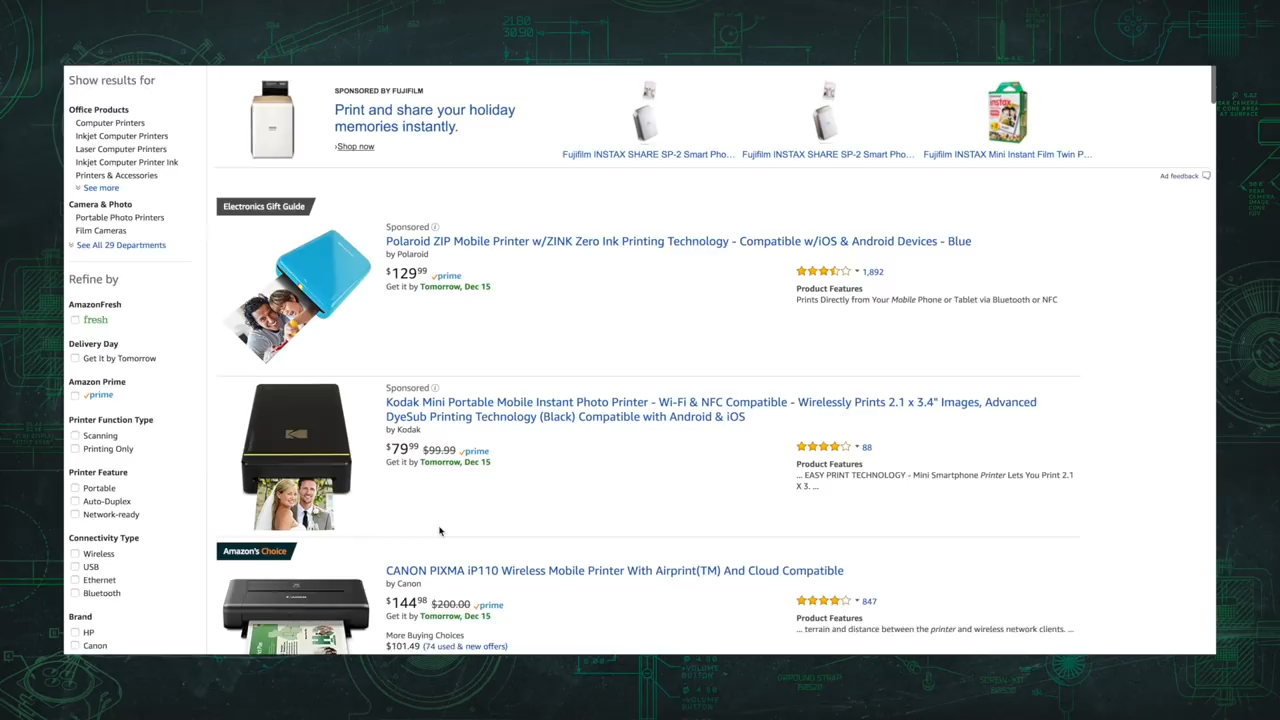 Show results for
Office Products
Computer Printers
Inkjet Computer Printers
Laser Computer Printers
Inkjet Computer Printer Ink
Printers & Accessories
See more
Camera & Photo
Portable Photo Printers
Film Cameras
See All 29 Departments
Refine by
AmazonFresh
fresh
Delivery Day
Get It by Tomorrow
Amazon Prime
prime
Printer Function Type
Scanning
Printing Only
Printer Feature
Portable
Auto-Duplex
Network-ready
Connectivity Type
Wireless
USB
Ethernet
Bluetooth
Brand
HP
Canon
SPONSORED BY FUJIFILM
Print and share your holiday
memories instantly.
›Shop now
Fujifilm INSTAX SHARE SP-2 Smart Pho...
Fujifilm INSTAX SHARE SP-2 Smart Pho...
instax
Fujifilm INSTAX Mini Instant Film Twin P...
Ad feedback
Electronics Gift Guide
Sponsored
Polaroid ZIP Mobile Printer w/ZINK Zero Ink Printing Technology - Compatible w/iOS & Android Devices - Blue
by Polaroid
$129 99 prime
Get it by Tomorrow, Dec 15
1,892
Product Features
Prints Directly from Your Mobile Phone or Tablet via Bluetooth or NFC
Sponsored
Kodak Mini Portable Mobile Instant Photo Printer - Wi-Fi & NFC Compatible - Wirelessly Prints 2.1 x 3.4" Images, Advanced
DyeSub Printing Technology (Black) Compatible with Android & iOS
by Kodak
$79 99 $99.99 prime
Get it by Tomorrow, Dec 15
88
Product Features
... EASY PRINT TECHNOLOGY - Mini Smartphone Printer Lets You Print 2.1
X 3. ...
Amazon's Choice
CANON PIXMA iP110 Wireless Mobile Printer With Airprint(TM) And Cloud Compatible
by Canon
$144 98 $200.00 prime
Get it by Tomorrow, Dec 15
More Buying Choices
$101.49 (74 used & new offers)
847
Product Features
... terrain and distance between the printer and wireless network clients. ...